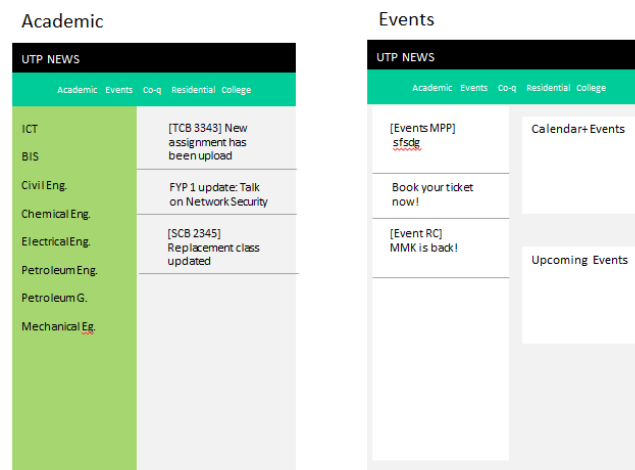 Academic
UTP NEWS
Academic Events Co-q Residential College
ICT
BIS
Civil Eng.
Chemical Eng.
Electrical Eng.
Petroleum Eng.
Petroleum G.
Mechanical Eg.
[TCB 3343] New
assignment has
been upload
FYP 1 update: Talk
on Network Security
[SCB 2345]
Replacement class
updated
Events
UTP NEWS
Academic Events Co-q Residential College
[Events MPP]
sfsdg
Book your ticket
now!
[Event RC]
MMK is back!
Calendar+Events
Upcoming Events